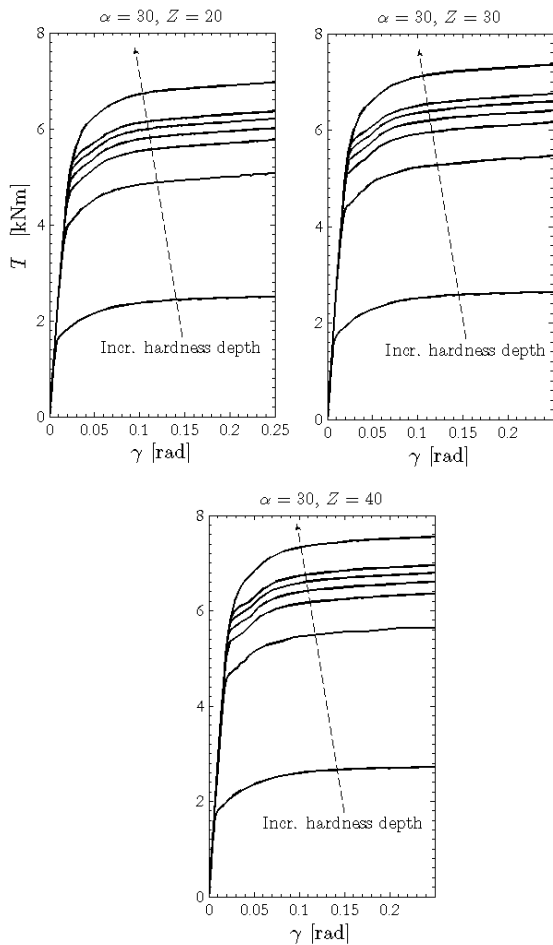 α = 30, Z = 20
8
6
4
2
0
T [kNm]
Incr. hardness depth
0 0.05 0.1 0.15 0.2 0.25
γ [rad]
α = 30, Z = 30
8
6
4
2
0
Incr. hardness depth
0 0.05 0.1 0.15 0.2
γ [rad]
α = 30, Z = 40
8
6
4
2
0
Incr. hardness depth
0 0.05 0.1 0.15 0.2
γ [rad]